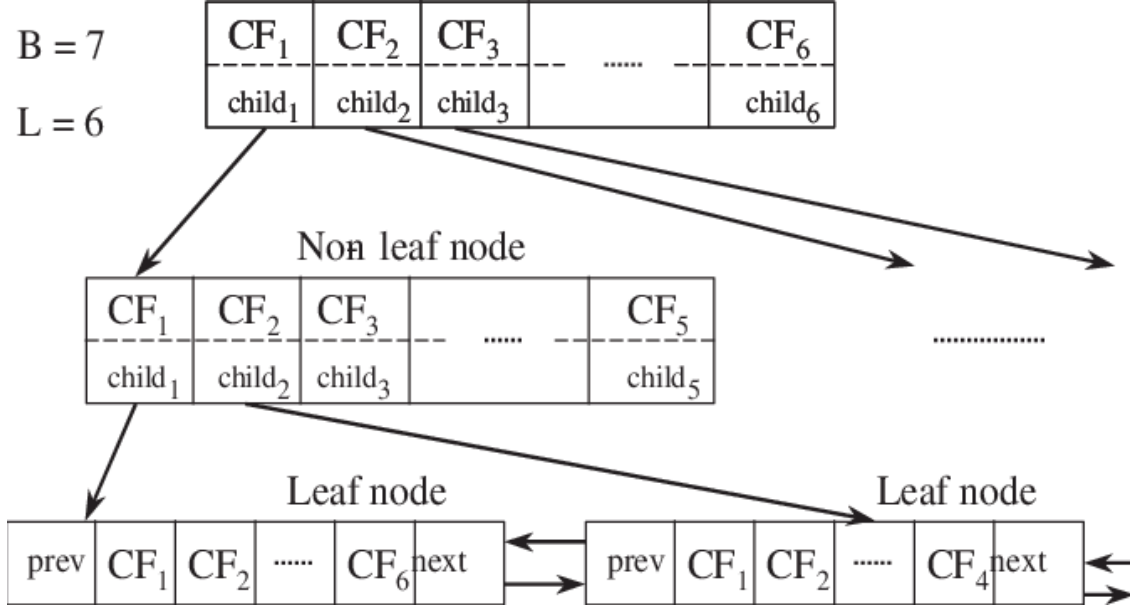 B = 7
L = 6
CF₁ CF₂ CF₃ ...... CF₆
child₁ child₂ child₃ child₆
Non leaf node
CF₁ CF₂ CF₃ ...... CF₅
child₁ child₂ child₃ child₅
.................
Leaf node Leaf node
prev CF₁ CF₂ ...... CF₆ next prev CF₁ CF₂ ...... CF₄ next